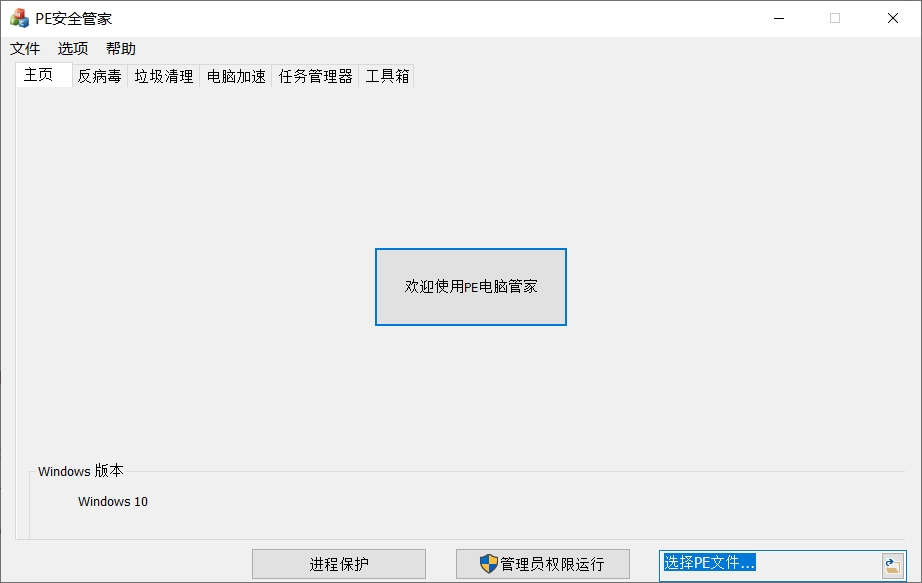 PE安全管家
文件 选项 帮助
主页 反病毒 垃圾清理 电脑加速 任务管理器 工具箱
欢迎使用PE电脑管家
Windows 版本
Windows 10
进程保护 管理员权限运行 选择PE文件...